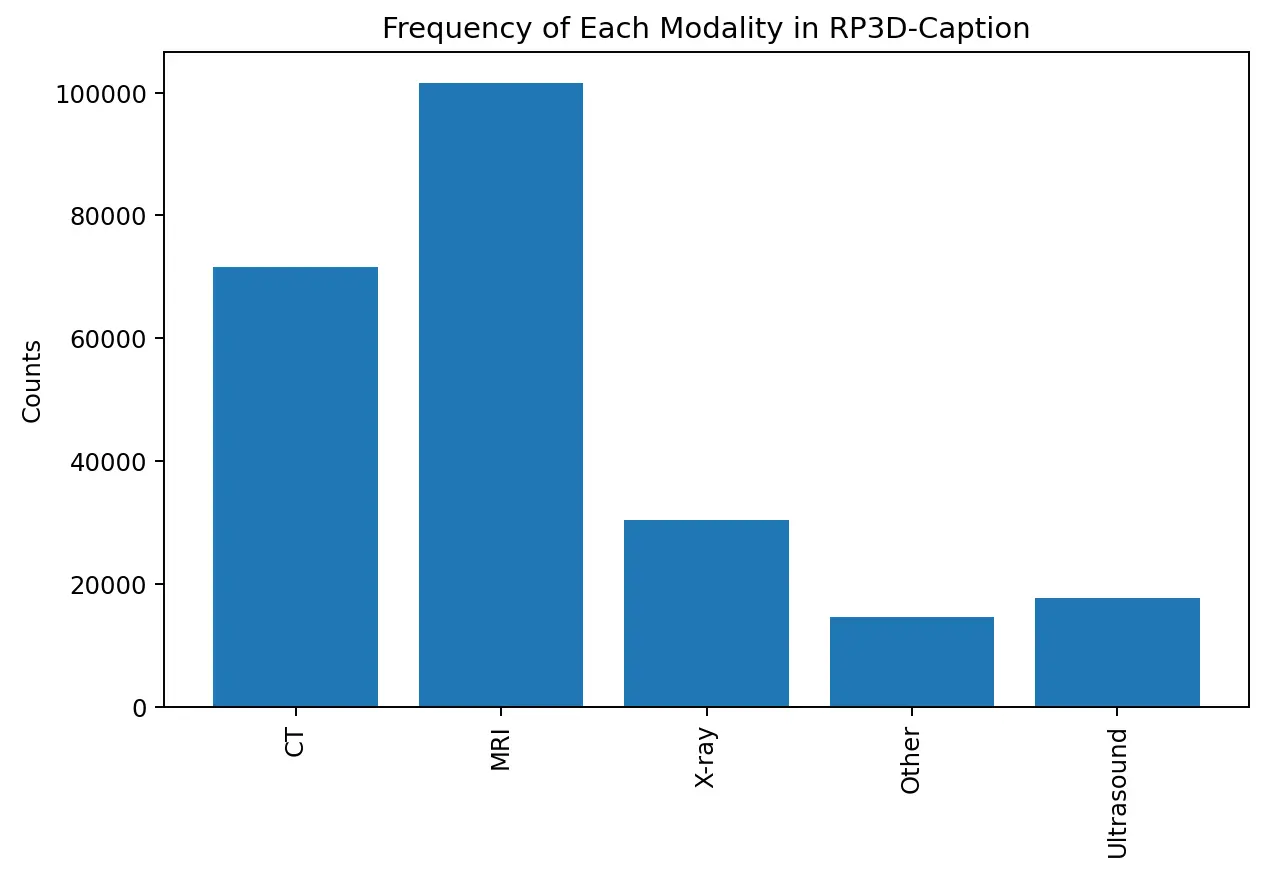 Frequency of Each Modality in RP3D-Caption
Counts
100000
80000
60000
40000
20000
0
CT
MRI
X-ray
Other
Ultrasound